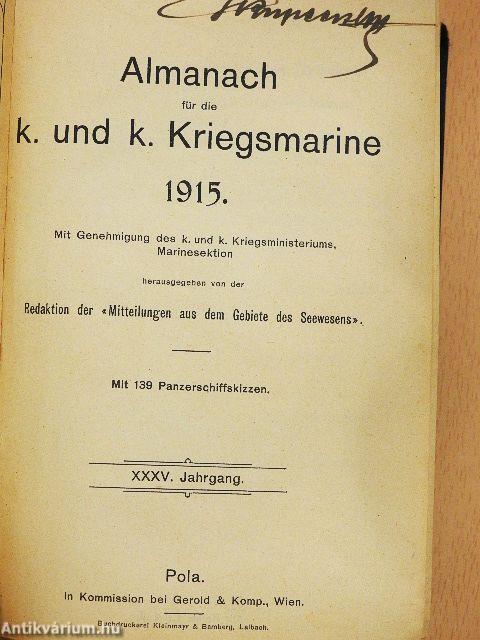 Almanach
für die
k. und k. Kriegsmarine
1915.
Mit Genehmigung des k. und k. Kriegsministeriums,
Marinesektion
herausgegeben von der
Redaktion der «Mitteilungen aus dem Gebiete des Seewesens».
Mit 139 Panzerschiffskizzen.
XXXV. Jahrgang.
Pola.
In Kommission bei Gerold & Komp., Wien.
Buchdruckerei Kleinmayr & Bamberg, Laibach.
Antikvárium.hu